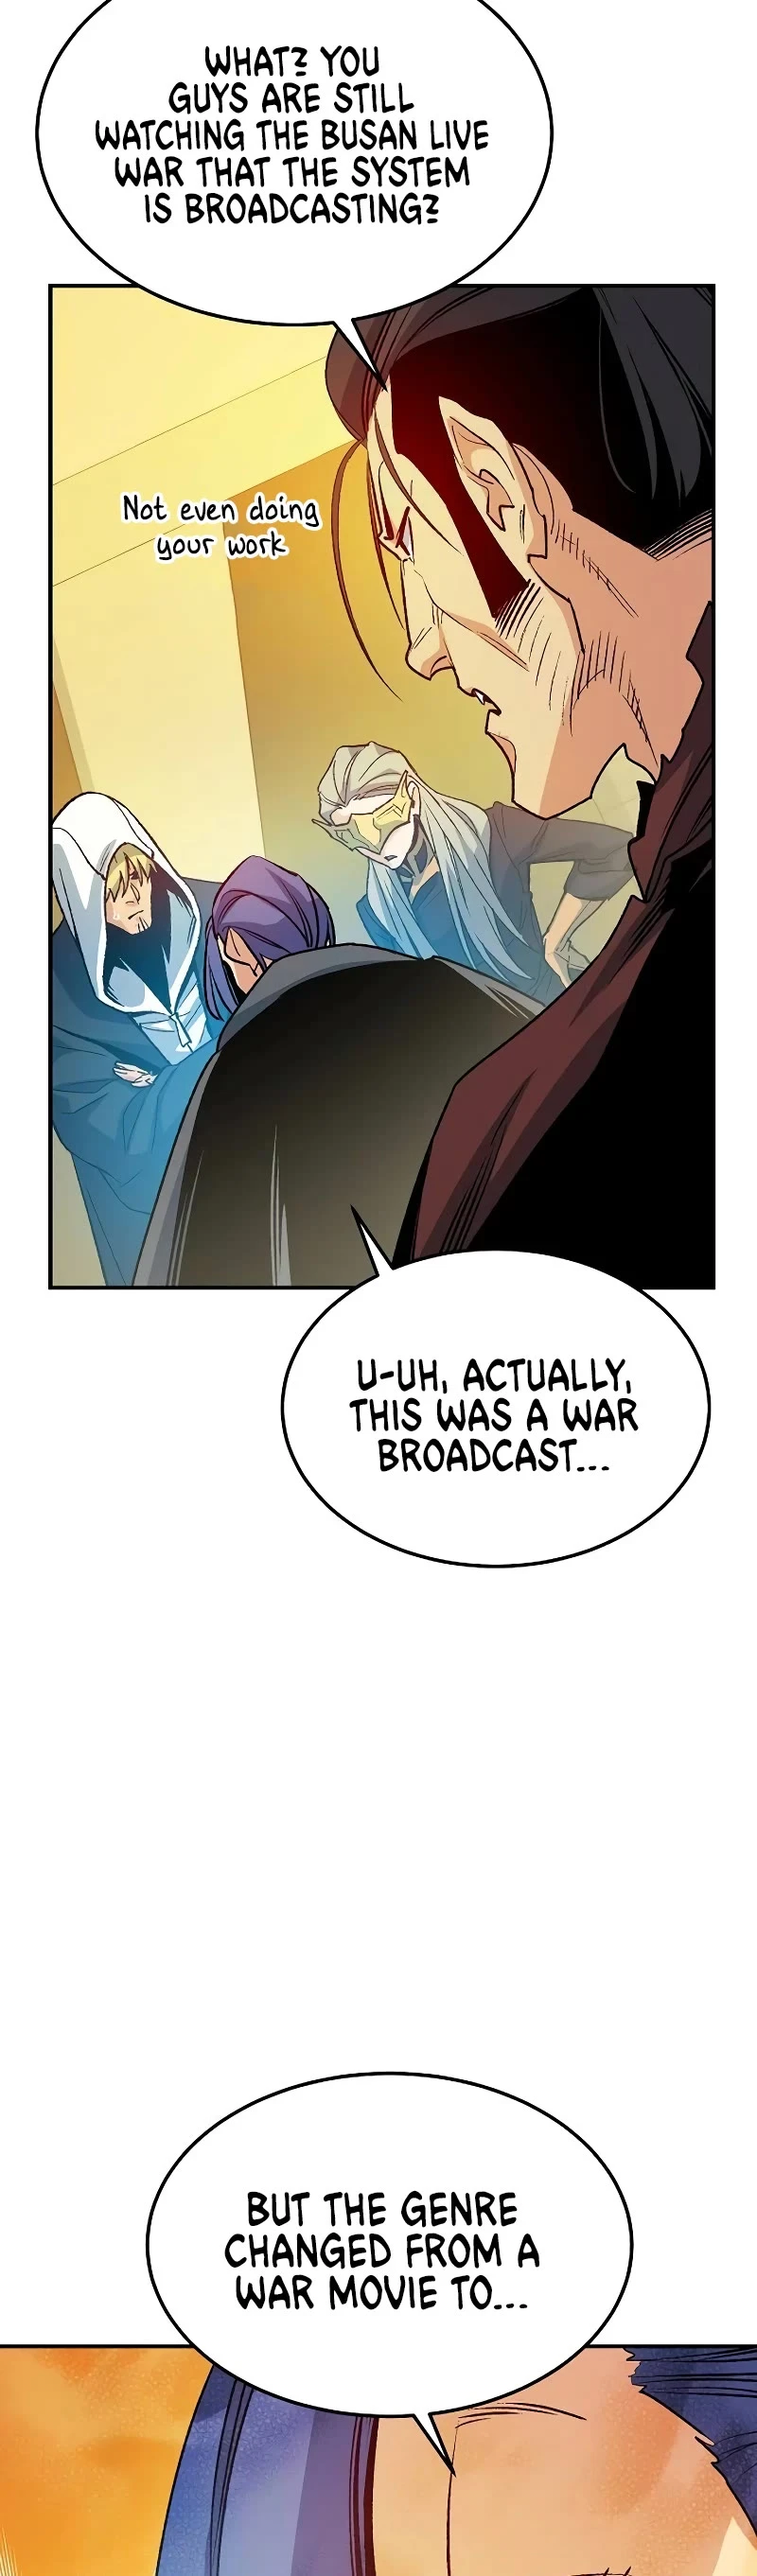 WHAT? YOU
GUYS ARE STILL
WATCHING THE BUSAN LIVE
WAR THAT THE SYSTEM
IS BROADCASTING?
Not even doing
your work
U-UH, ACTUALLY,
THIS WAS A WAR
BROADCAST...
BUT THE GENRE
CHANGED FROM A
WAR MOVIE TO...